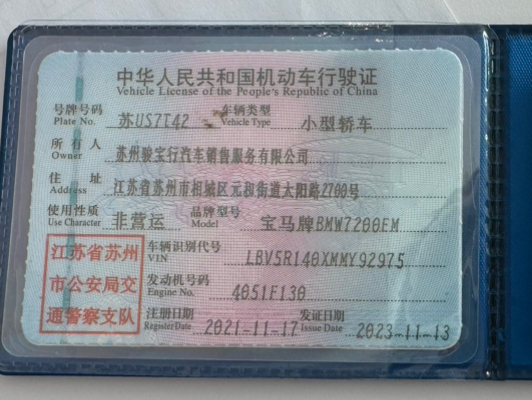 中华人民共和国机动车行驶证
Vehicle License of the People's Republic of China
号牌号码 苏US7T42 车辆类型 小型轿车
Plate No. Vehicle Type
所有人 苏州骏宝行汽车销售服务有限公司
Owner
住址 江苏省苏州市相城区元和街道太阳路2700号
Address
使用性质 非营运 品牌型号 宝马牌BMW7200EM
Use Character Model
江苏省苏州 车辆识别代号 LBV5R140XMMY92975
VIN
市公安局交 发动机号码 4051F130
Engine No.
通警察支队 注册日期 2021-11-17 发证日期 2023-11-13
Register Date Issue Date